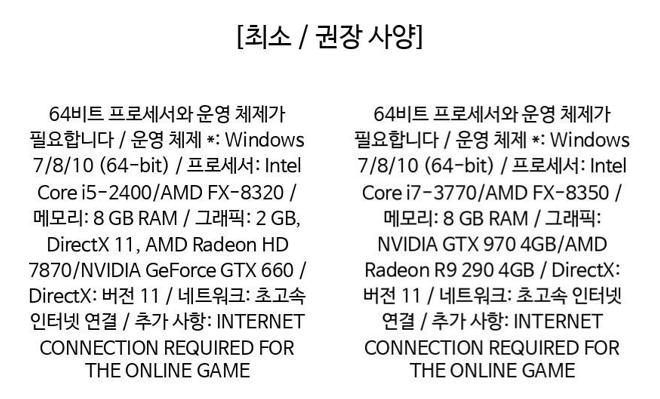 [최소 / 권장 사양]
64비트 프로세서와 운영 체제가
필요합니다 / 운영 체제 *: Windows
7/8/10 (64-bit) / 프로세서: Intel
Core i5-2400/AMD FX-8320 /
메모리: 8 GB RAM / 그래픽: 2 GB,
DirectX 11, AMD Radeon HD
7870/NVIDIA GeForce GTX 660 /
DirectX: 버전 11 / 네트워크: 초고속
인터넷 연결 / 추가 사항: INTERNET
CONNECTION REQUIRED FOR
THE ONLINE GAME
64비트 프로세서와 운영 체제가
필요합니다 / 운영 체제 *: Windows
7/8/10 (64-bit) / 프로세서: Intel
Core i7-3770/AMD FX-8350 /
메모리: 8 GB RAM / 그래픽:
NVIDIA GTX 970 4GB/AMD
Radeon R9 290 4GB / DirectX:
버전 11 / 네트워크: 초고속 인터넷
연결 / 추가 사항: INTERNET
CONNECTION REQUIRED FOR
THE ONLINE GAME